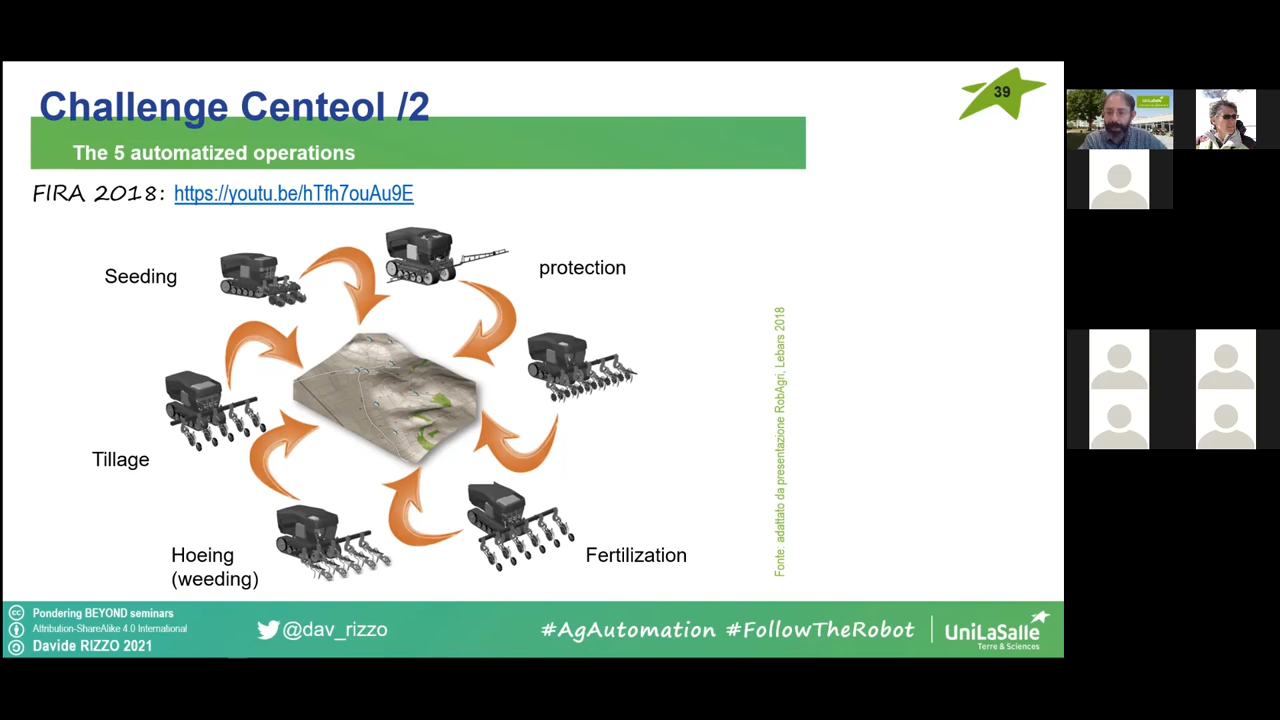 Challenge Centeol /2
39
The 5 automatized operations
FIRA 2018: https://youtu.be/hTfh7ouAu9E
Seeding
protection
Tillage
Hoeing
(weeding)
Fertilization
Fonte: adattato da presentazione RobAgri, Lebars 2018
Pondering BEYOND seminars
Attribution-ShareAlike 4.0 International
Davide RIZZO 2021
@dav_rizzo
#AgAutomation #FollowTheRobot
UniLaSalle
Terre & Sciences
UniLaSalle